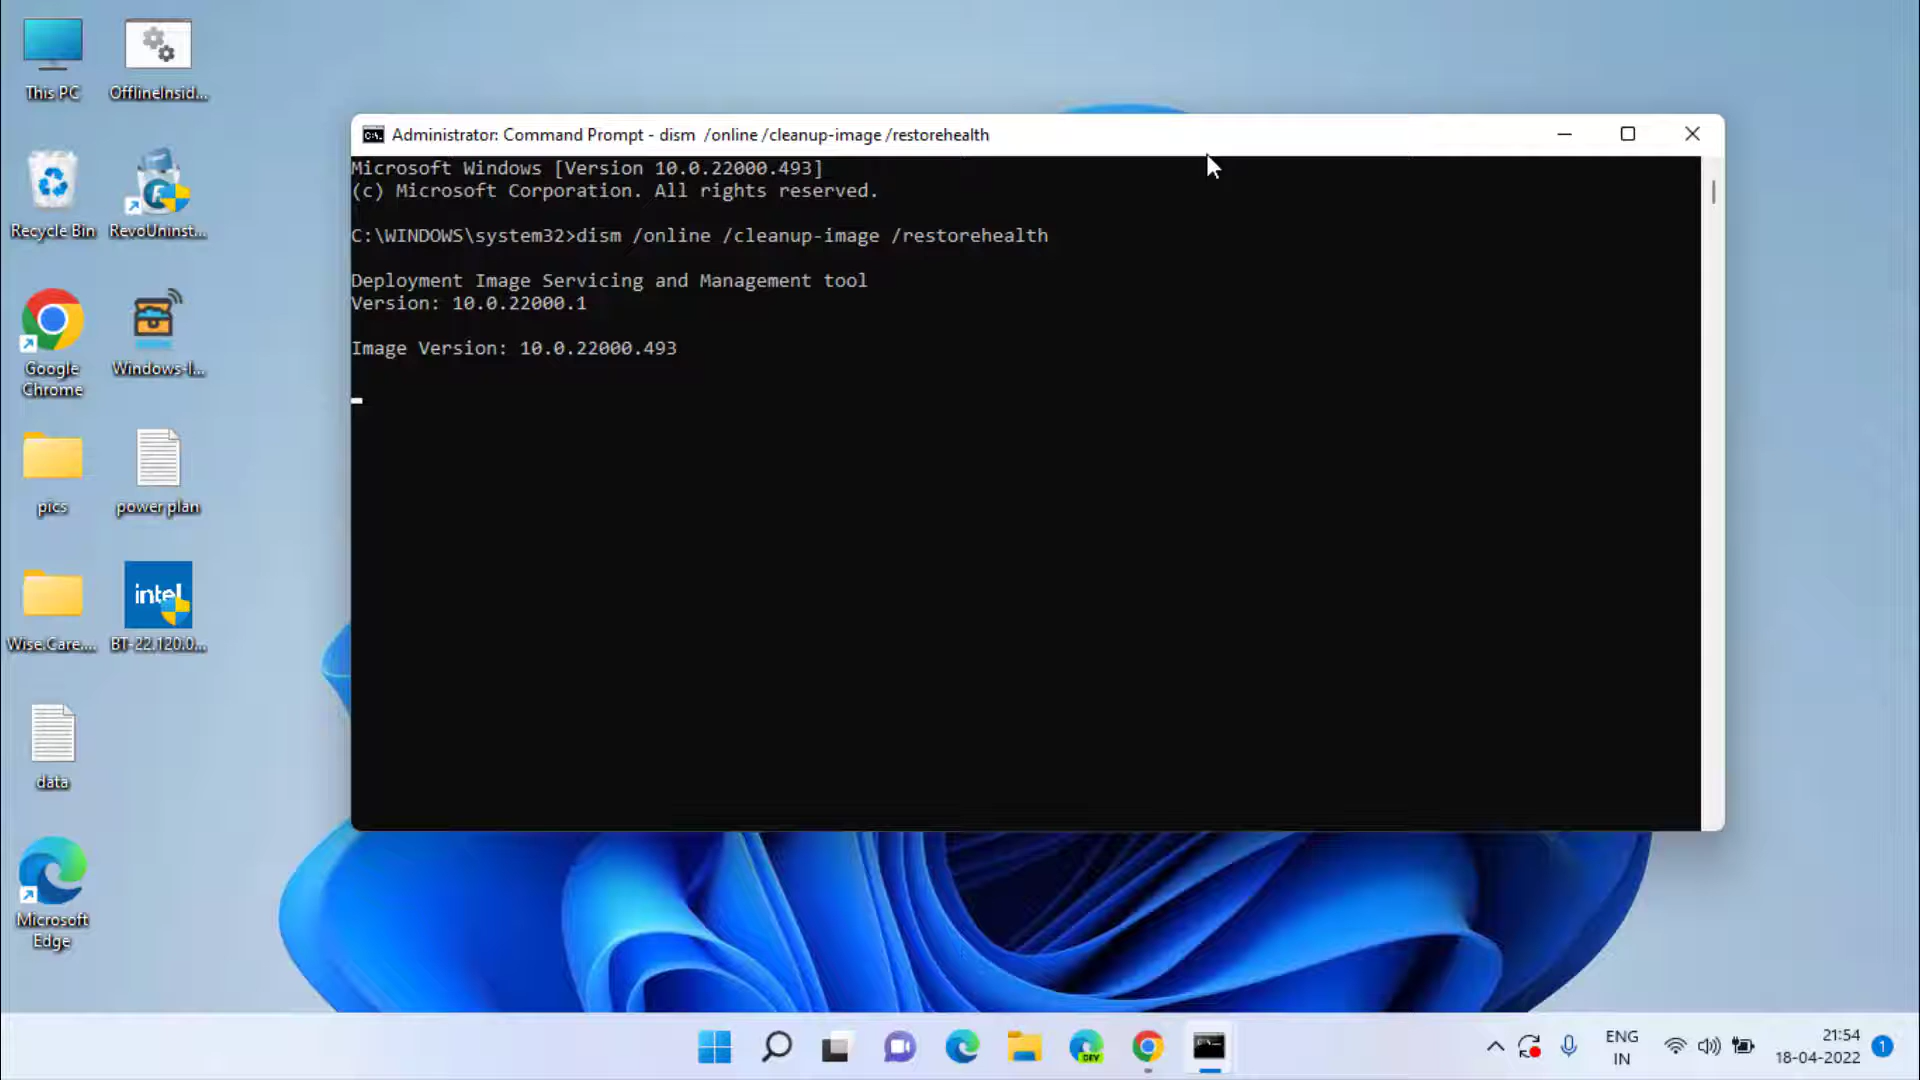 This PC
OfflineInsid...
Recycle Bin
RevoUninst...
Google
Chrome
Windows-I...
pics
power plan
intel
Wise.Care....
BT-22.120.0...
data
Microsoft
Edge
Administrator: Command Prompt - dism  /online /cleanup-image /restorehealth
Microsoft Windows [Version 10.0.22000.493]
(c) Microsoft Corporation. All rights reserved.
C:\WINDOWS\system32>dism /online /cleanup-image /restorehealth
Deployment Image Servicing and Management tool
Version: 10.0.22000.1
Image Version: 10.0.22000.493
DEV
ENG
IN
21:54
18-04-2022
1